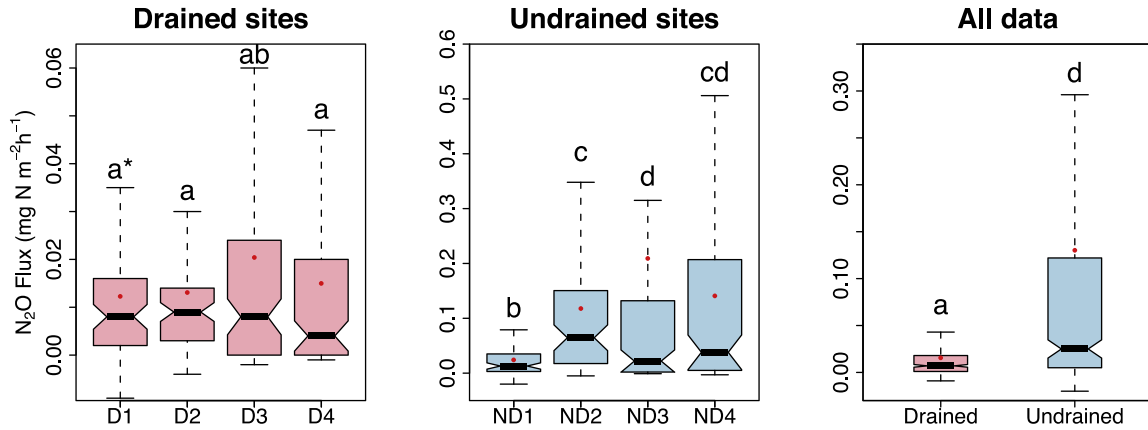 Drained sites
Undrained sites
All data
N₂O Flux (mg N m⁻²h⁻¹)
0.06
0.04
0.02
0.00
a*
a
ab
a
D1
D2
D3
D4
0.6
0.5
0.4
0.3
0.2
0.1
0.0
b
c
d
cd
ND1
ND2
ND3
ND4
0.30
0.20
0.10
0.00
a
d
Drained
Undrained